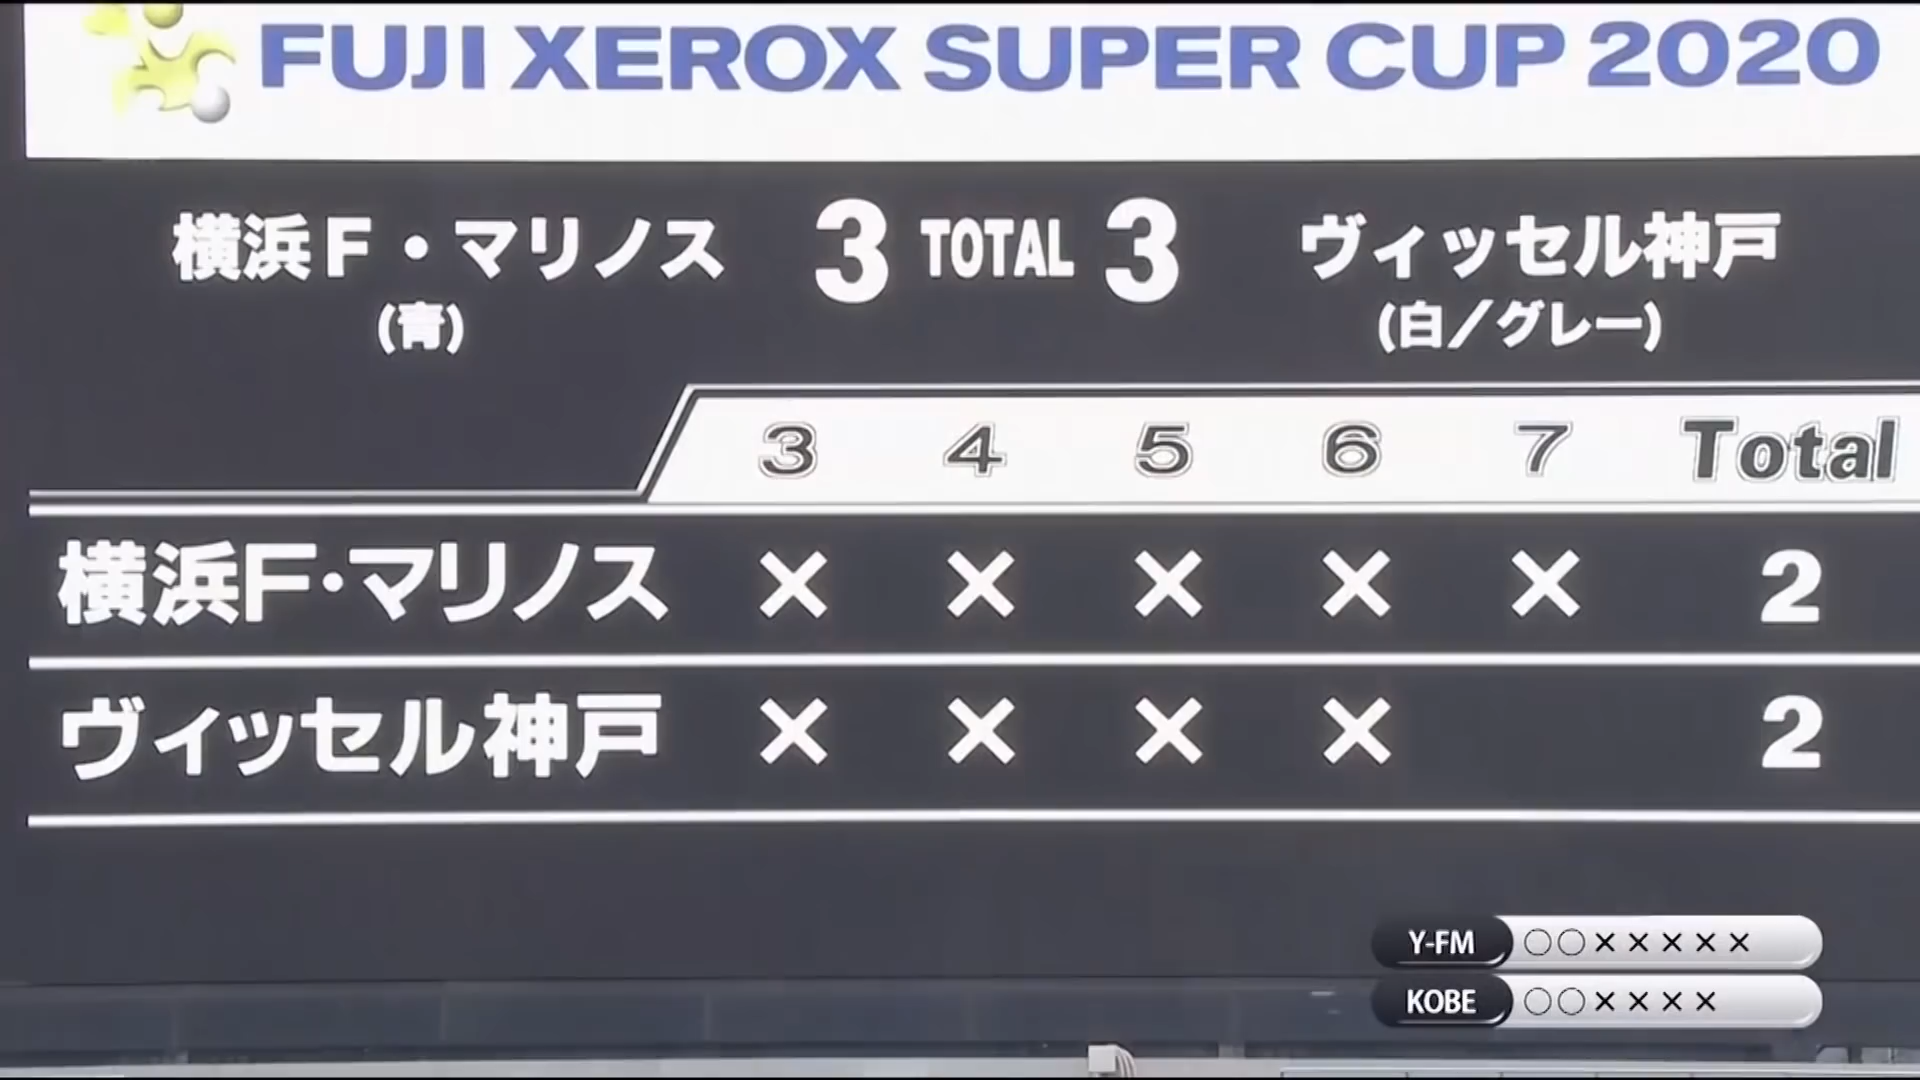 FUJI XEROX SUPER CUP 2020
横浜F・マリノス 3 TOTAL 3 ヴィッセル神戸
(青) (白/グレー)
3 4 5 6 7 Total
横浜F・マリノス × × × × × 2
ヴィッセル神戸 × × × × 2
Y-FM ○○×××××
KOBE ○○××××